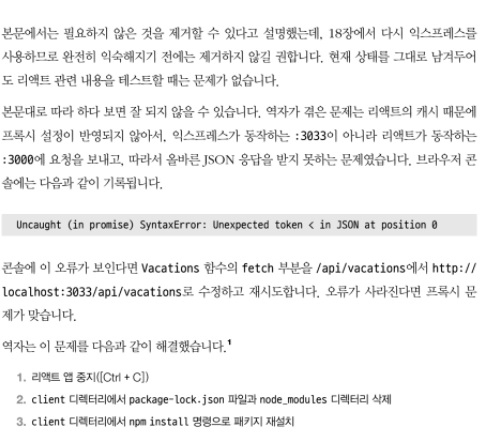 본문에서는 필요하지 않은 것을 제거할 수 있다고 설명했는데, 18장에서 다시 익스프레스를
사용하므로 완전히 익숙해지기 전에는 제거하지 않길 권합니다. 현재 상태를 그대로 남겨두어
도 리액트 관련 내용을 테스트할 때는 문제가 없습니다.
본문대로 따라 하다 보면 잘 되지 않을 수 있습니다. 역자가 겪은 문제는 리액트의 캐시 때문에
프록시 설정이 반영되지 않아서, 익스프레스가 동작하는 :3033이 아니라 리액트가 동작하는
:3000에 요청을 보내고, 따라서 올바른 JSON 응답을 받지 못하는 문제였습니다. 브라우저 콘
솔에는 다음과 같이 기록됩니다.
Uncaught (in promise) SyntaxError: Unexpected token < in JSON at position 0
콘솔에 이 오류가 보인다면 Vacations 함수의 fetch 부분을 /api/vacations에서 http://
localhost:3033/api/vacations로 수정하고 재시도합니다. 오류가 사라진다면 프록시 문
제가 맞습니다.
역자는 이 문제를 다음과 같이 해결했습니다.1
1. 리액트 앱 중지([Ctrl + C])
2. client 디렉터리에서 package-lock.json 파일과 node_modules 디렉터리 삭제
3. client 디렉터리에서 npm install 명령으로 패키지 재설치